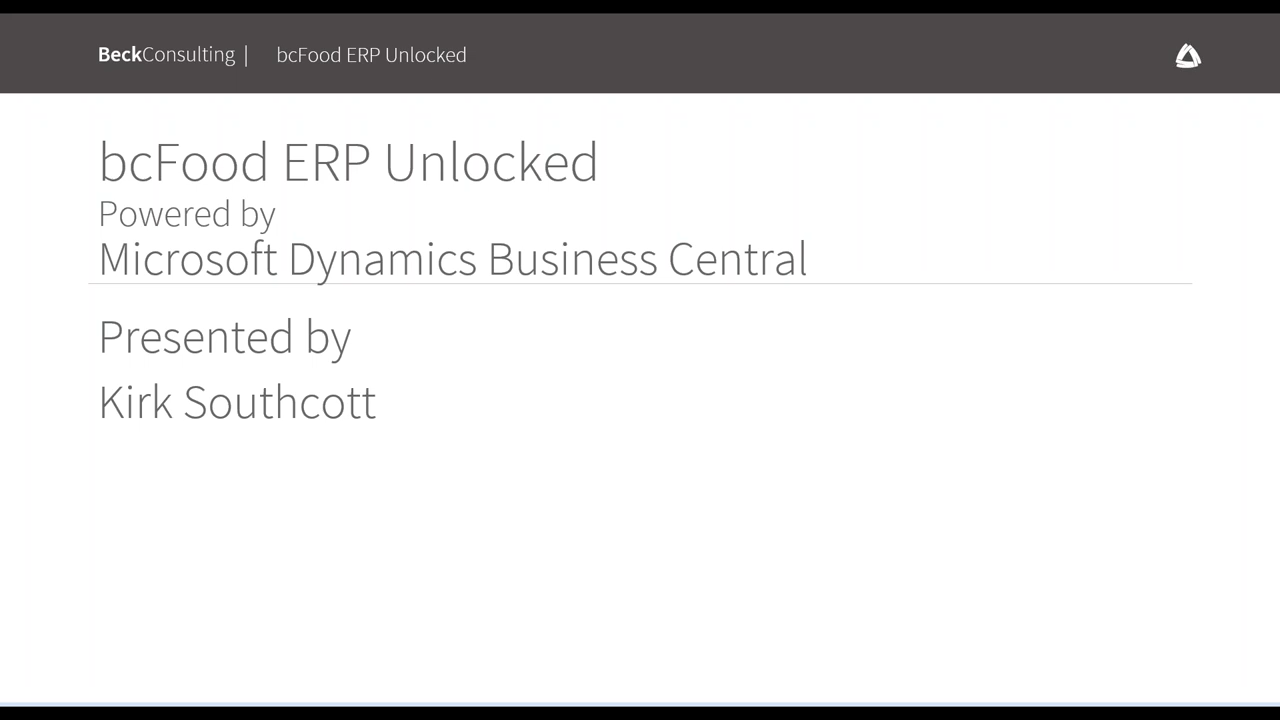 BeckConsulting | bcFood ERP Unlocked
bcFood ERP Unlocked
Powered by
Microsoft Dynamics Business Central
Presented by
Kirk Southcott